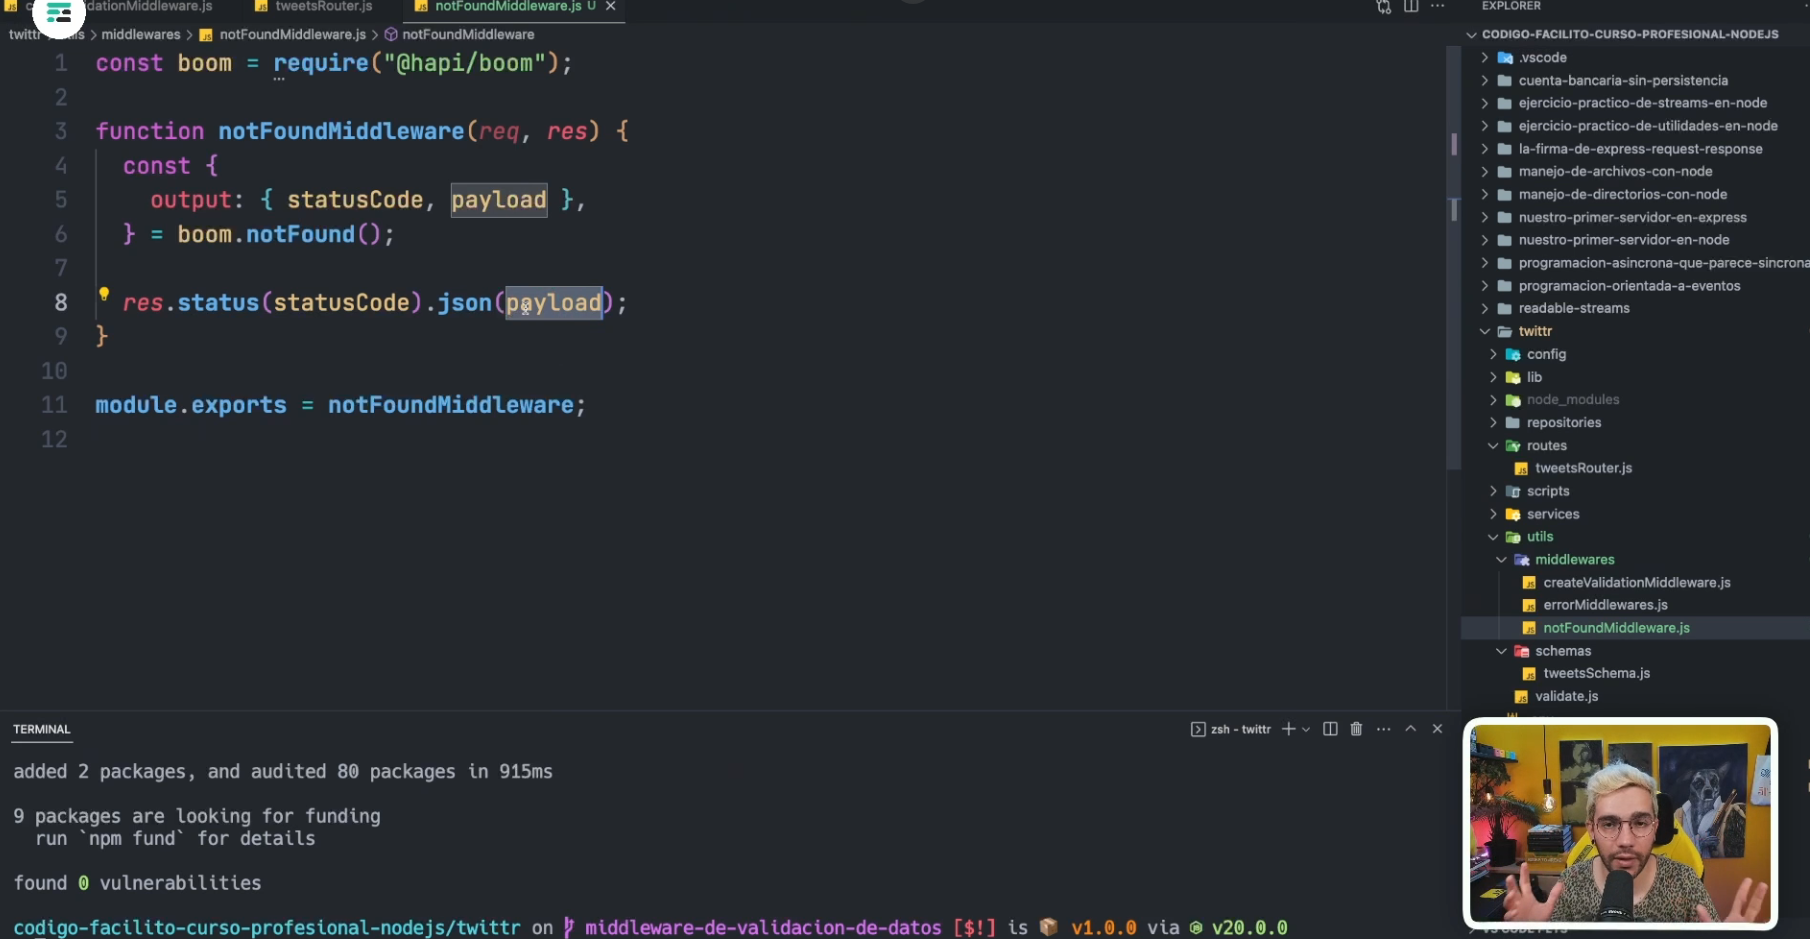 dationMiddleware.js
tweetsRouter.js
notFoundMiddleware.js U
twittr
middlewares > notFoundMiddleware.js > notFoundMiddleware
1 const boom = require("@hapi/boom");
2
3 function notFoundMiddleware(req, res) {
4 const {
5 output: { statusCode, payload },
6 } = boom.notFound();
7
8 res.status(statusCode).json(payload);
9 }
10
11 module.exports = notFoundMiddleware;
12
EXPLORER
CODIGO-FACILITO-CURSO-PROFESIONAL-NODEJS
.vscode
cuenta-bancaria-sin-persistencia
ejercicio-practico-de-streams-en-node
ejercicio-practico-de-utilidades-en-node
la-firma-de-express-request-response
manejo-de-archivos-con-node
manejo-de-directorios-con-node
nuestro-primer-servidor-en-express
nuestro-primer-servidor-en-node
programacion-asincrona-que-parece-sincrona
programacion-orientada-a-eventos
readable-streams
twittr
config
lib
node_modules
repositories
routes
tweetsRouter.js
scripts
services
utils
middlewares
createValidationMiddleware.js
errorMiddlewares.js
notFoundMiddleware.js
schemas
tweetsSchema.js
validate.js
TERMINAL
zsh - twittr
added 2 packages, and audited 80 packages in 915ms
9 packages are looking for funding
run `npm fund` for details
found 0 vulnerabilities
codigo-facilito-curso-profesional-nodejs/twittr on middleware-de-validacion-de-datos [$!] is v1.0.0 via v20.0.0